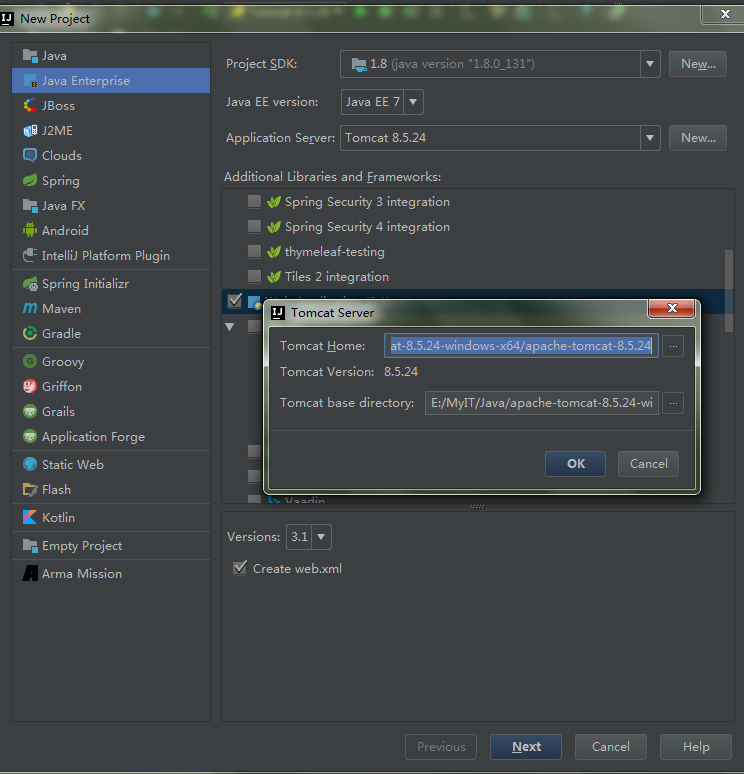 New Project
Java
Java Enterprise
JBoss
J2ME
Clouds
Spring
Java FX
Android
IntelliJ Platform Plugin
Spring Initializr
Maven
Gradle
Groovy
Griffon
Grails
Application Forge
Static Web
Flash
Kotlin
Empty Project
Arma Mission
Project SDK: 1.8 (java version "1.8.0_131") New...
Java EE version: Java EE 7
Application Server: Tomcat 8.5.24 New...
Additional Libraries and Frameworks:
Spring Security 3 integration
Spring Security 4 integration
thymeleaf-testing
Tiles 2 integration
Tomcat Server
Tomcat Home: at-8.5.24-windows-x64/apache-tomcat-8.5.24 ...
Tomcat Version: 8.5.24
Tomcat base directory: E:/MyIT/Java/apache-tomcat-8.5.24-wi ...
OK Cancel
Vaadin
Versions: 3.1
Create web.xml
Previous Next Cancel Help